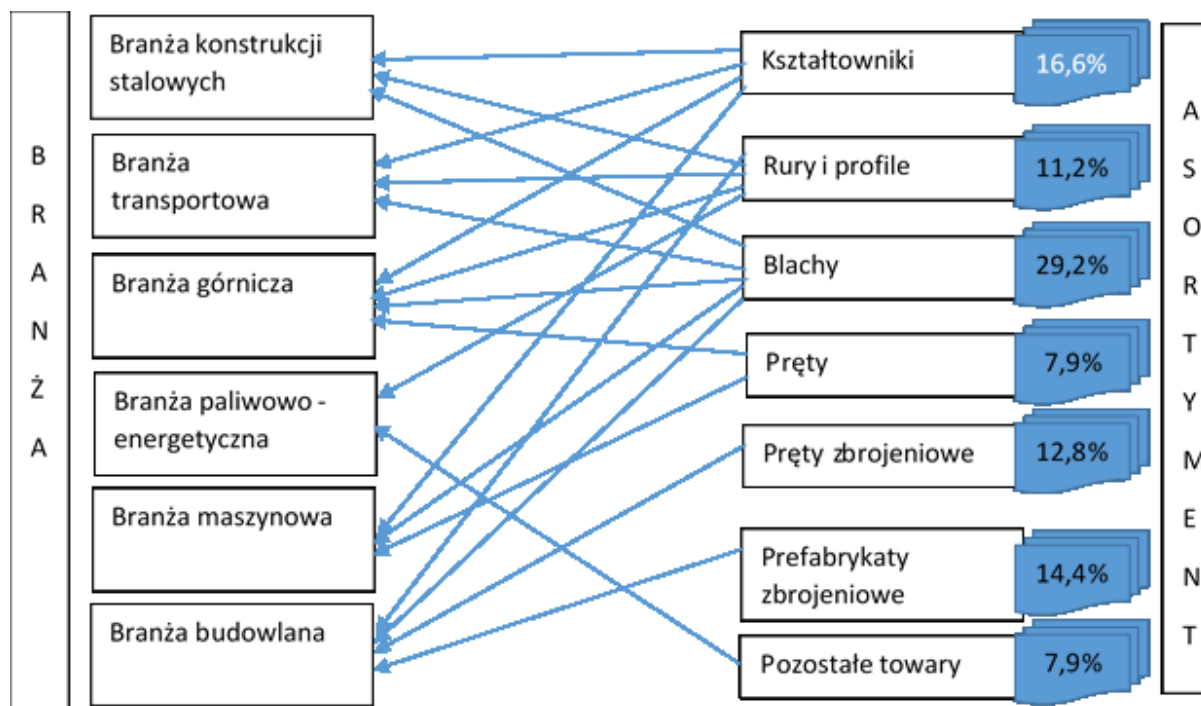 B
R
A
N
Ż
A
Branża konstrukcji
stalowych
Branża
transportowa
Branża górnicza
Branża paliwowo -
energetyczna
Branża maszynowa
Branża budowlana
Kształtowniki
16,6%
Rury i profile
11,2%
Blachy
29,2%
Pręty
7,9%
Pręty zbrojeniowe
12,8%
Prefabrykaty
zbrojeniowe
14,4%
Pozostałe towary
7,9%
A
S
O
R
T
Y
M
E
N
T